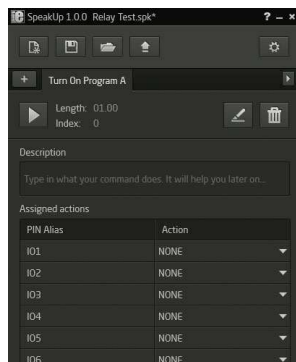 SpeakUp 1.0.0 Relay Test.spk*
Turn On Program A
Length: 01.00
Index: 0
Description
Type in what your command does. It will help you later on...
Assigned actions
PIN Alias Action
IO1 NONE
IO2 NONE
IO3 NONE
IO4 NONE
IO5 NONE
IO6 NONE